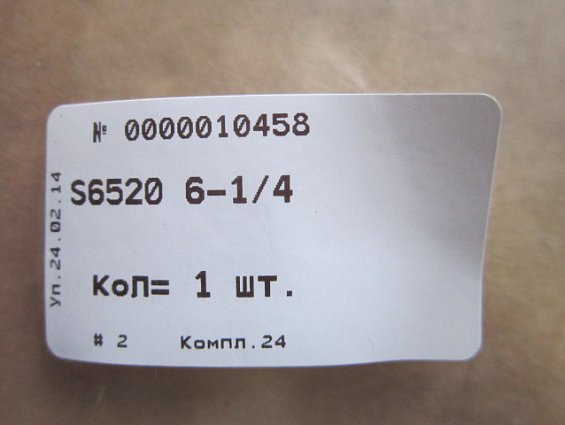 № 0000010458
S6520 6-1/4
Кол= 1 шт.
# 2 Компл.24
Уп.24.02.14